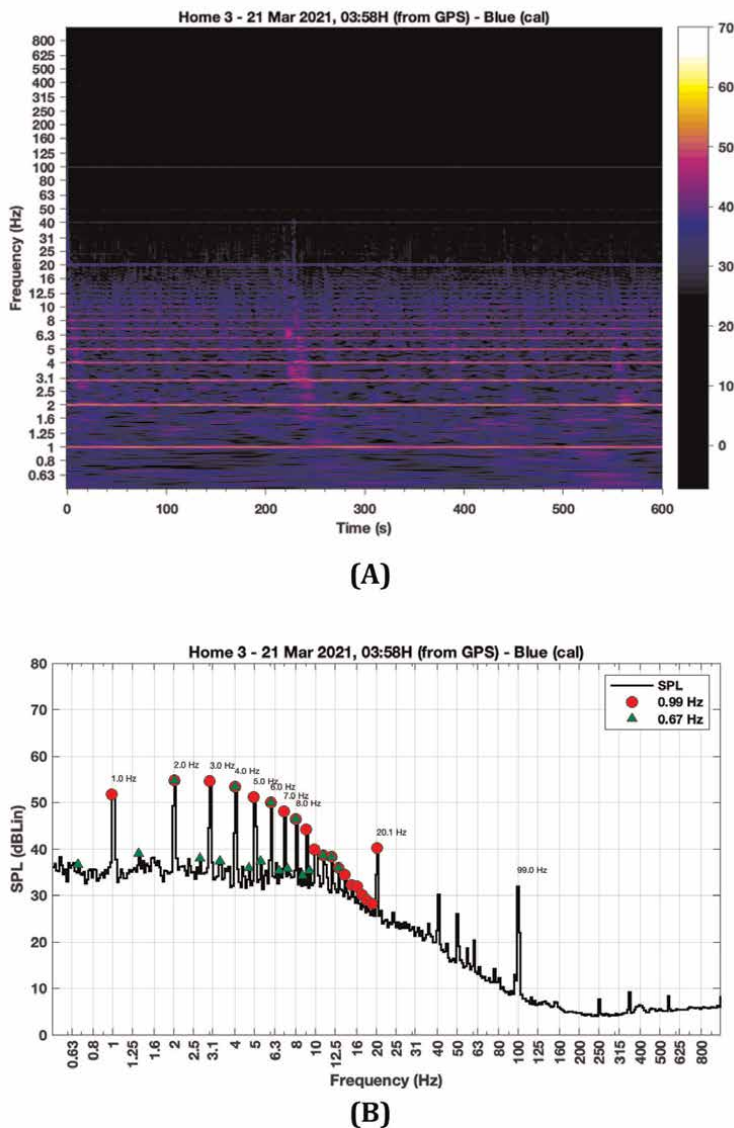 Home 3 - 21 Mar 2021, 03:58H (from GPS) - Blue (cal)
800
625
500
400
315
250
200
160
125
100
80
63
50
40
31
25
20
16
12.5
10
8
6.3
5
4
3.1
2.5
2
1.6
1.25
1
0.8
0.63
Frequency (Hz)
0 100 200 300 400 500 600
Time (s)
70
60
50
40
30
20
10
0
(A)
Home 3 - 21 Mar 2021, 03:58H (from GPS) - Blue (cal)
80
70
60
50
40
30
20
10
0
SPL (dBLin)
SPL
0.99 Hz
0.67 Hz
1.0 Hz
2.0 Hz
3.0 Hz
4.0 Hz
5.0 Hz
6.0 Hz
7.0 Hz
8.0 Hz
20.1 Hz
99.0 Hz
0.63 0.8 1 1.25 1.6 2 2.5 3.1 4 5 6.3 8 10 12.5 16 20 25 31 40 50 63 80 100 125 160 200 250 315 400 500 625 800
Frequency (Hz)
(B)